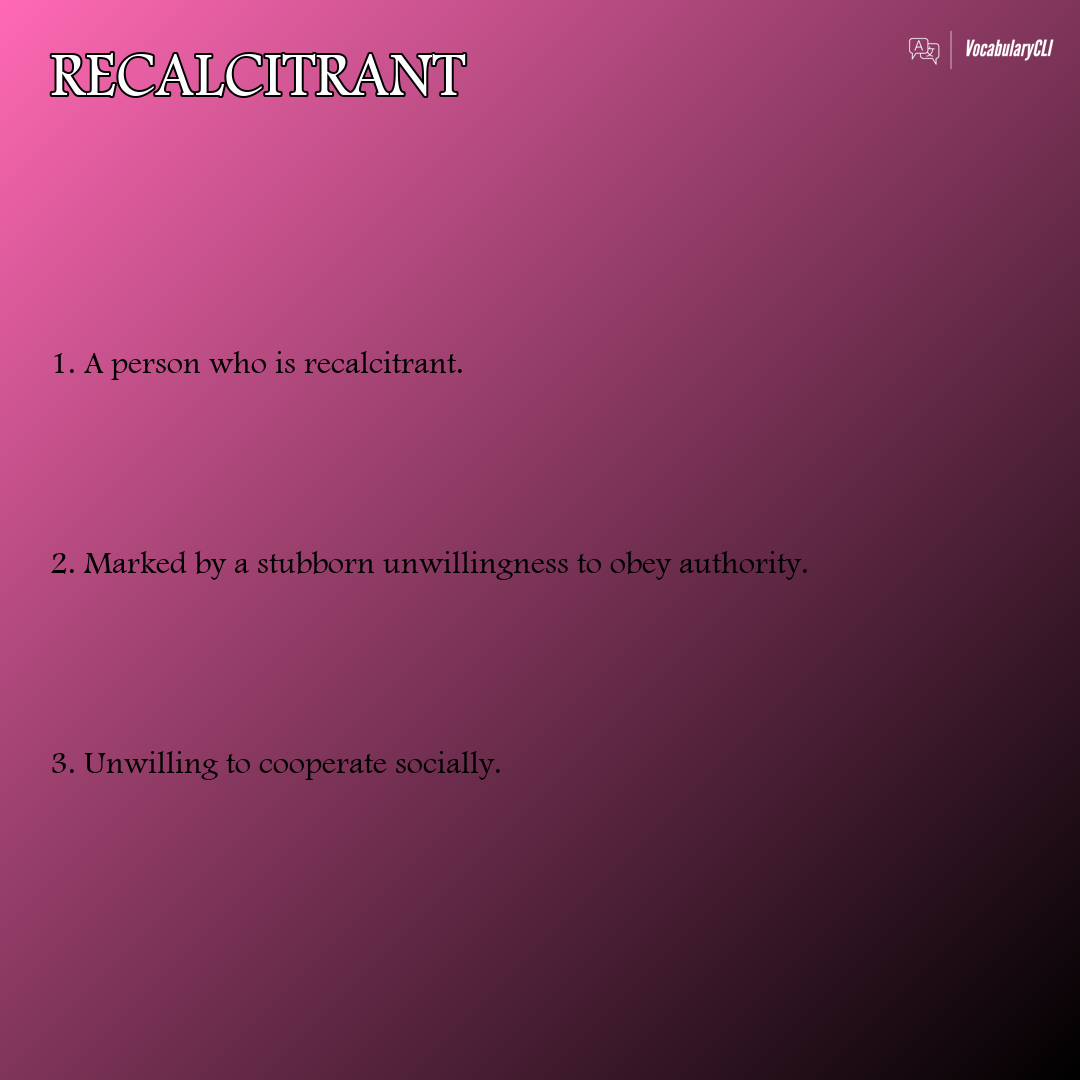 RECALCITRANT
VocabularyCLI
1. A person who is recalcitrant.
2. Marked by a stubborn unwillingness to obey authority.
3. Unwilling to cooperate socially.